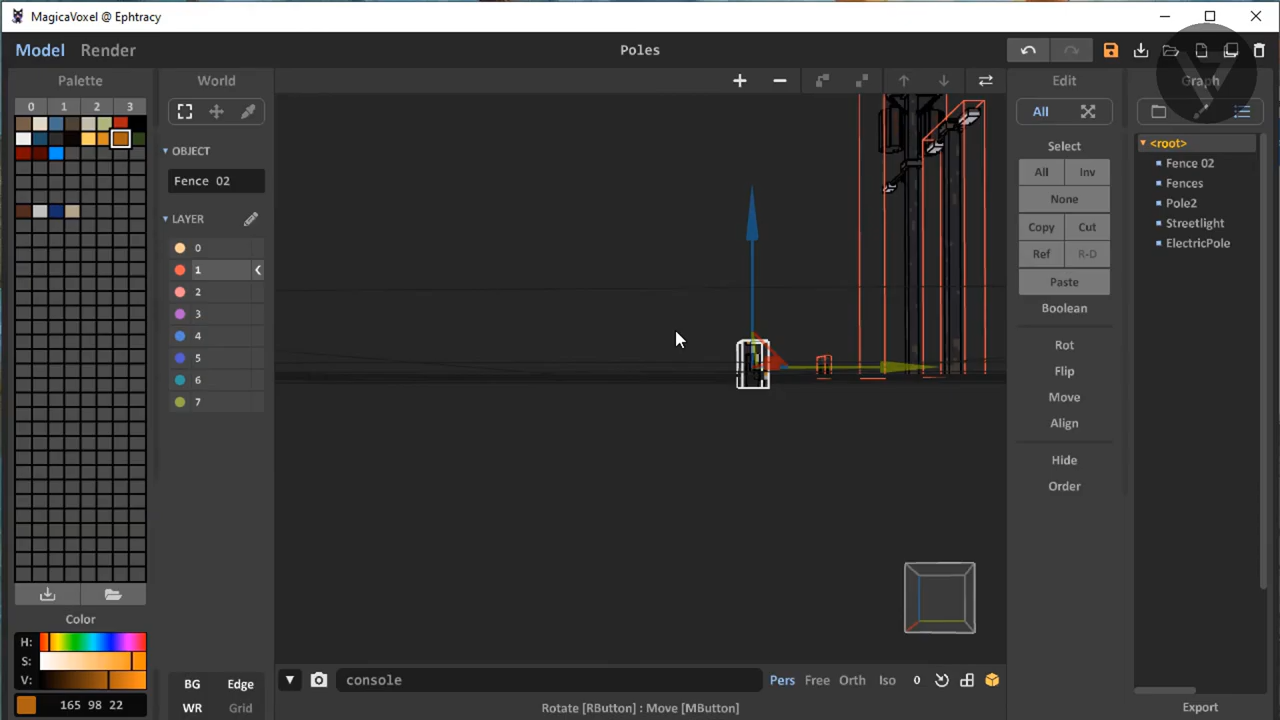 MagicaVoxel @ Ephtracy
Model Render
Poles
Palette
World
Edit
Graph
0 1 2 3
All
OBJECT
Fence 02
LAYER
0
1
2
3
4
5
6
7
Select
All Inv
None
Copy Cut
Ref R-D
Paste
Boolean
Rot
Flip
Move
Align
Hide
Order
<root>
Fence 02
Fences
Pole2
Streetlight
ElectricPole
Color
H:
S:
V:
165 98 22
BG Edge
WR Grid
console
Pers Free Orth Iso 0
Rotate [RButton] : Move [MButton]
Export